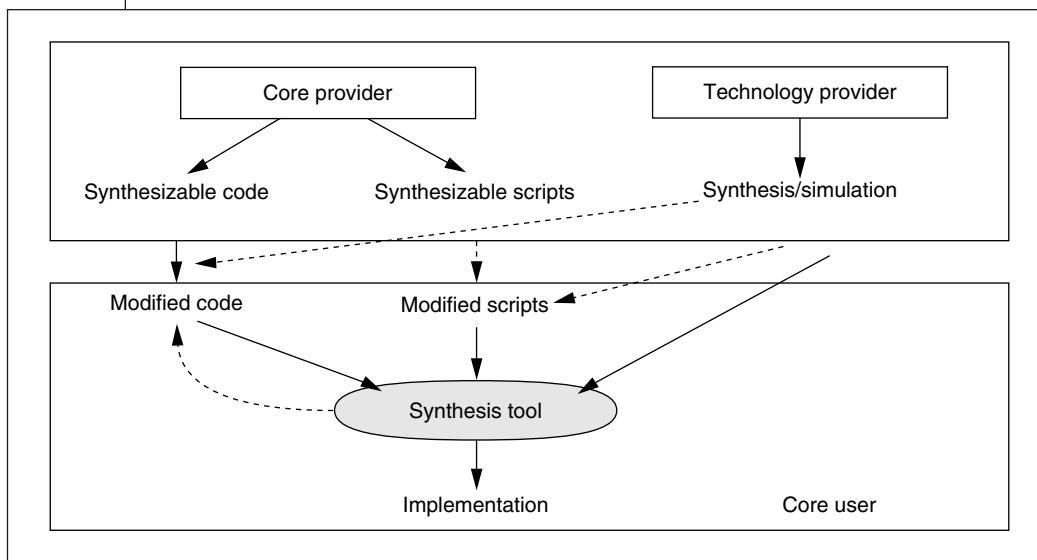 Core provider
Technology provider
Synthesizable code
Synthesizable scripts
Synthesis/simulation
Modified code
Modified scripts
Synthesis tool
Implementation
Core user